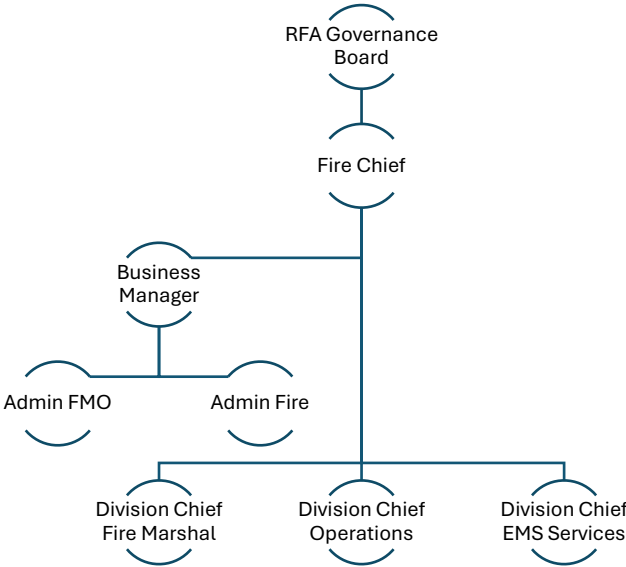 RFA Governance
Board
Fire Chief
Business
Manager
Admin FMO
Admin Fire
Division Chief
Fire Marshal
Division Chief
Operations
Division Chief
EMS Services